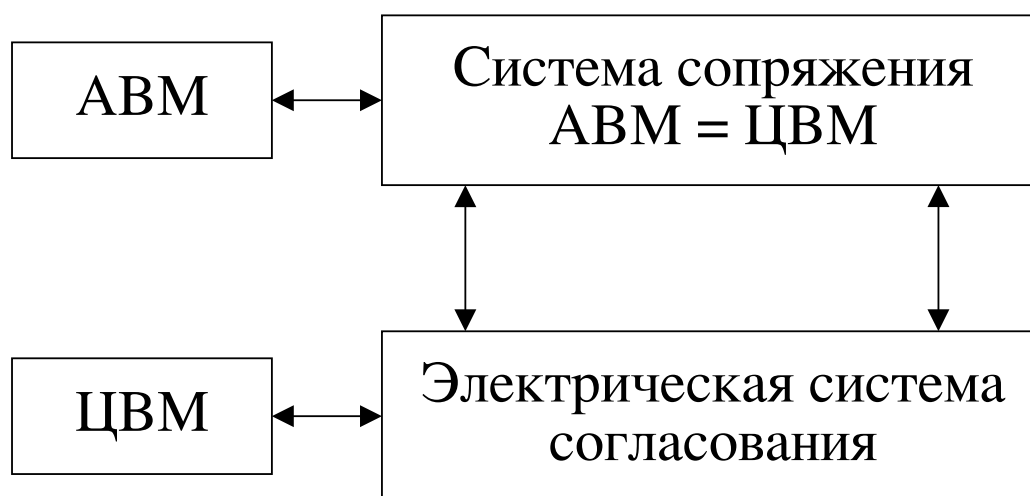 АВМ
Система сопряжения
АВМ = ЦВМ
ЦВМ
Электрическая система
согласования